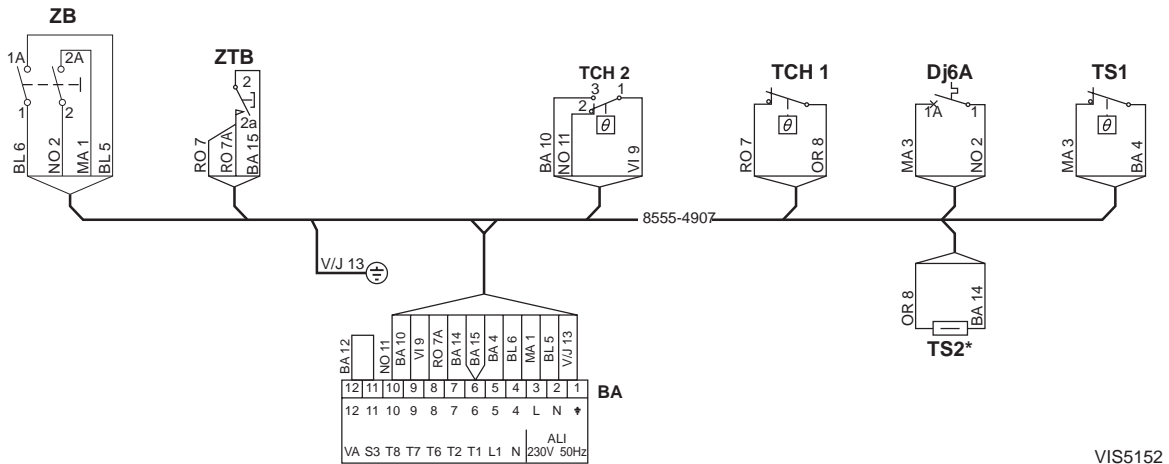 ZB
1A
2A
1
2
BL 6
NO 2
MA 1
BL 5
ZTB
2
2a
RO 7
RO 7A
BA 15
TCH 2
3
1
2
θ
BA 10
NO 11
VI 9
TCH 1
θ
RO 7
OR 8
Dj6A
1A
1
MA 3
NO 2
TS1
θ
MA 3
BA 4
8555-4907
V/J 13
OR 8
BA 14
TS2*
BA 12
NO 11
BA 10
VI 9
RO 7A
BA 14
BA 15
BA 4
BL 6
MA 1
BL 5
V/J 13
12 11 10 9 8 7 6 5 4 3 2 1
BA
12 11 10 9 8 7 6 5 4 L N
ALI
VA S3 T8 T7 T6 T2 T1 L1 N 230V 50Hz
VIS5152